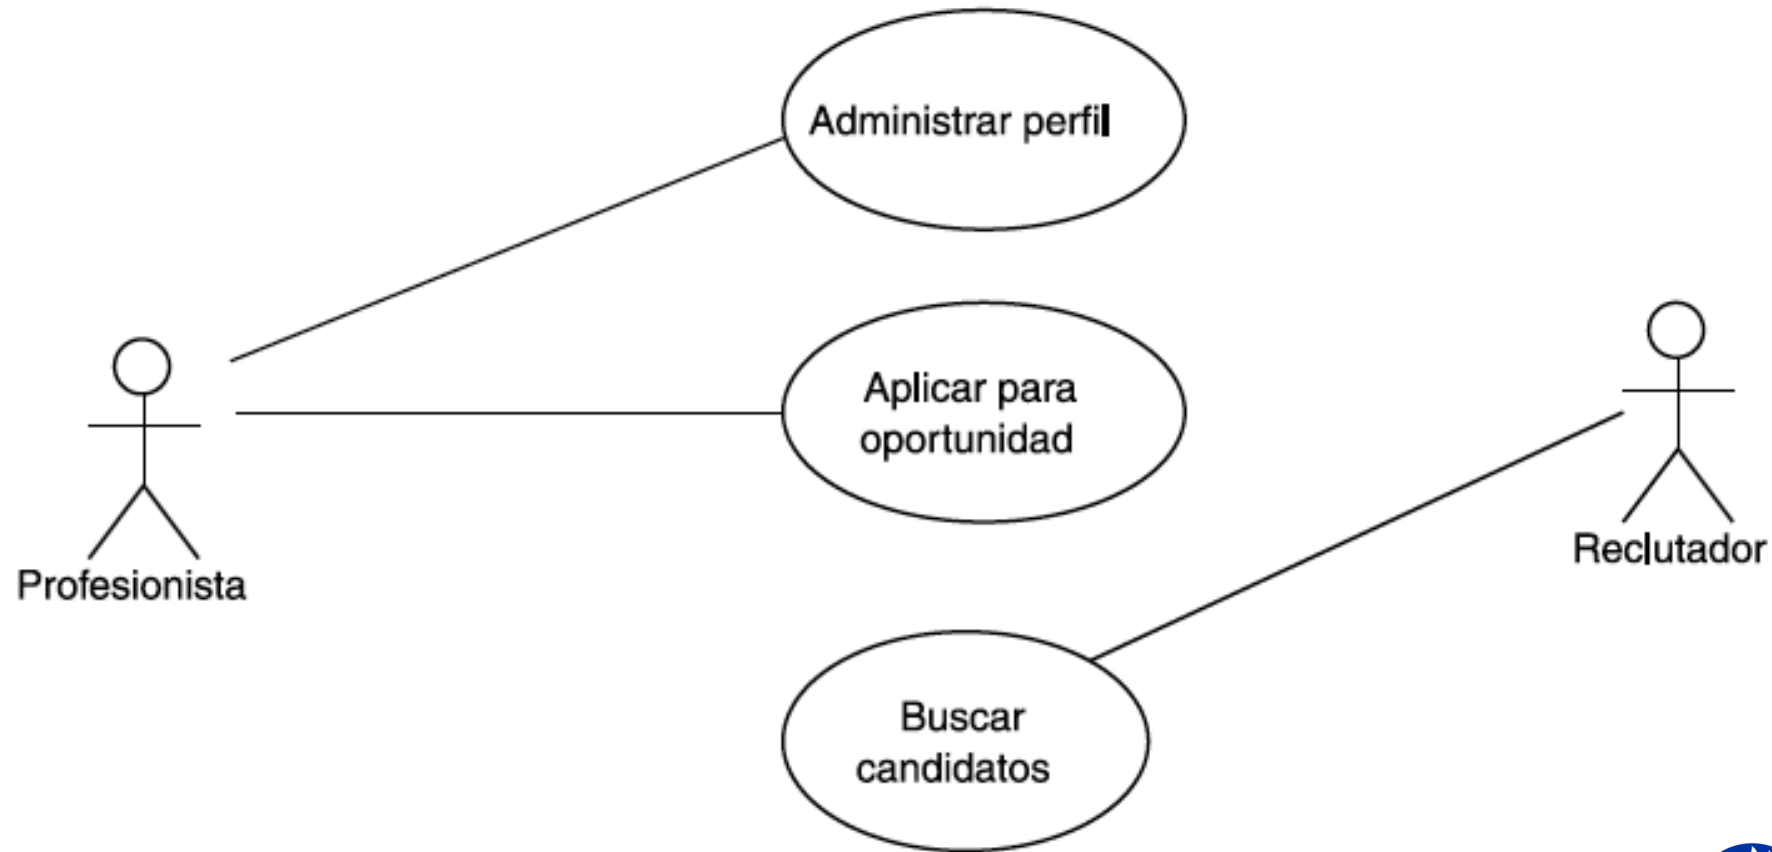 Administrar perfil
Aplicar para
oportunidad
Profesionista
Reclutador
Buscar
candidatos